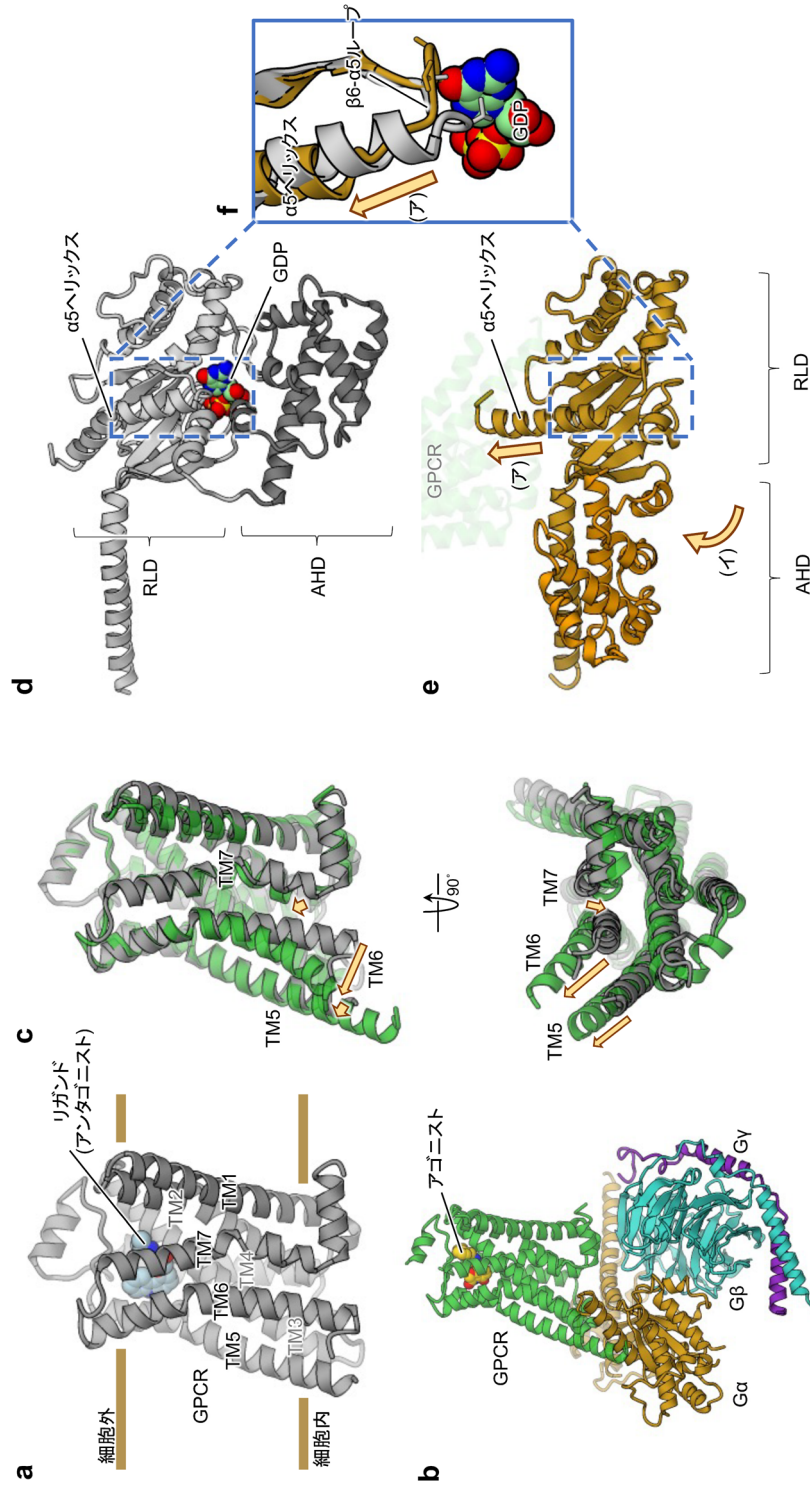 a
細胞外
細胞内
GPCR
リガンド
(アンタゴニスト)
TM1
TM2
TM3
TM4
TM5
TM6
TM7
b
GPCR
アゴニスト
Gα
Gβ
Gγ
c
TM5
TM6
TM7
90°
TM5
TM6
TM7
d
α5ヘリックス
GDP
RLD
AHD
e
GPCR
α5ヘリックス
(ア)
(イ)
AHD
RLD
f
α5ヘリックス
β6-α5ループ
(ア)
GDP